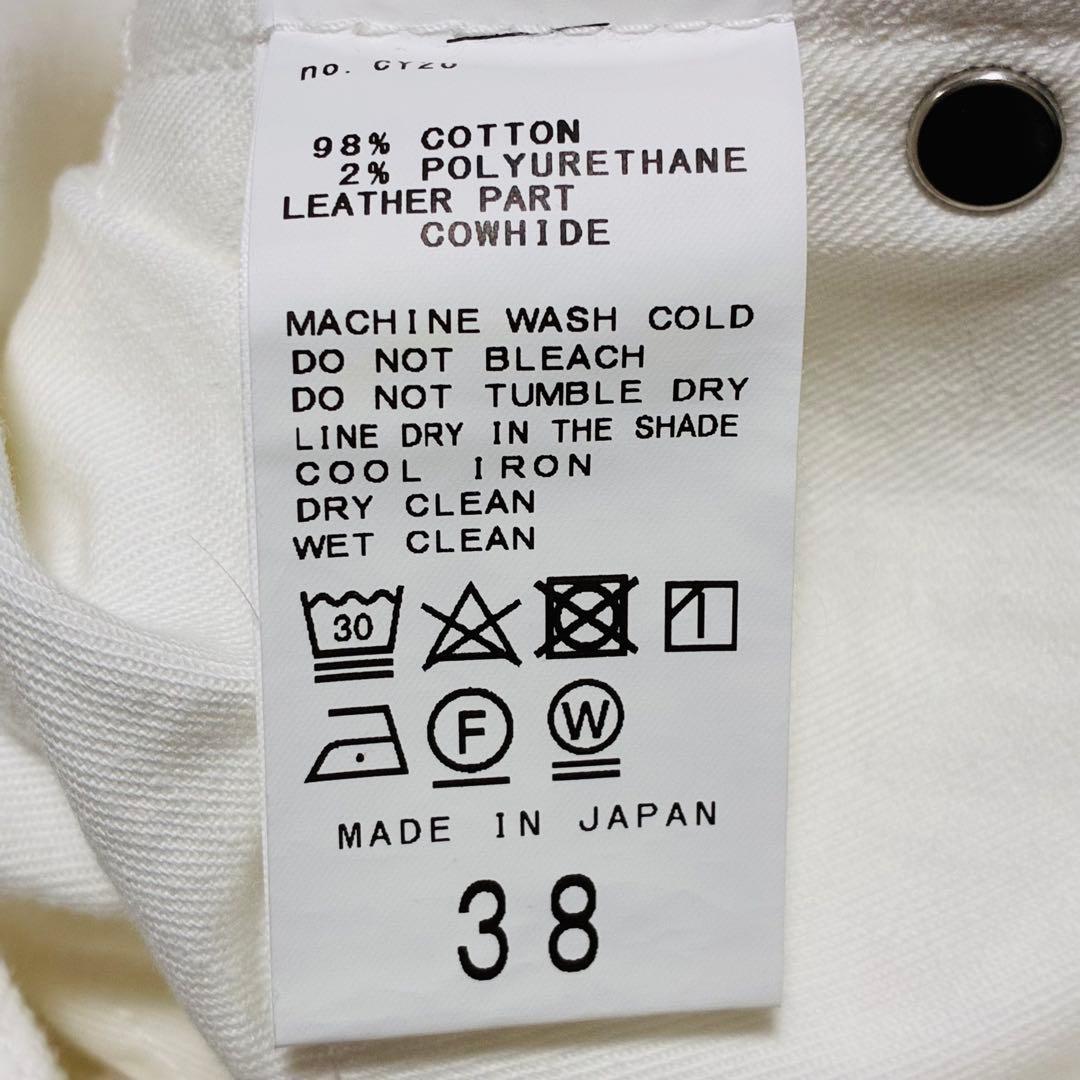 no.
98% COTTON
2% POLYURETHANE
LEATHER PART
COWHIDE
MACHINE WASH COLD
DO NOT BLEACH
DO NOT TUMBLE DRY
LINE DRY IN THE SHADE
COOL IRON
DRY CLEAN
WET CLEAN
30
F W
MADE IN JAPAN
38